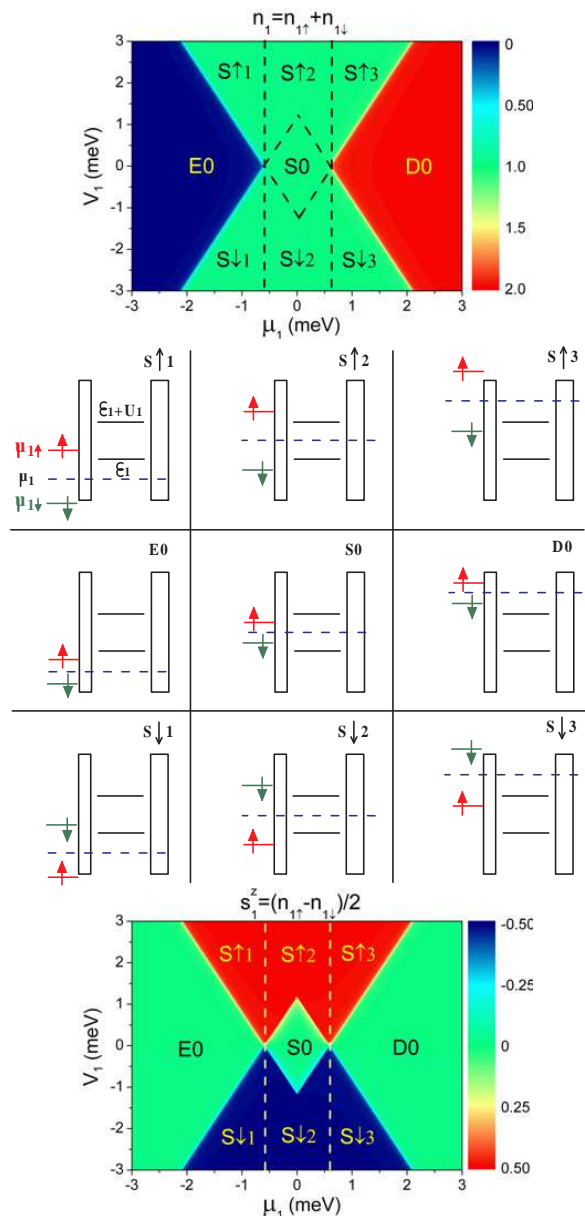 n₁=n₁↑+n₁↓
V₁ (meV)
3
2
1
0
-1
-2
-3
S↑1 S↑2 S↑3
E0 S0 D0
S↓1 S↓2 S↓3
0
0.50
1.0
1.5
2.0
-3 -2 -1 0 1 2 3
μ₁ (meV)
S↑1
S↑2
S↑3
ε₁+U₁
μ₁↑
μ₁
ε₁
μ₁↓
E0
S0
D0
S↓1
S↓2
S↓3
s₁ᶻ=(n₁↑-n₁↓)/2
V₁ (meV)
3
2
1
0
-1
-2
-3
S↑1 S↑2 S↑3
E0 S0 D0
S↓1 S↓2 S↓3
-0.50
-0.25
0
0.25
0.50
-3 -2 -1 0 1 2 3
μ₁ (meV)